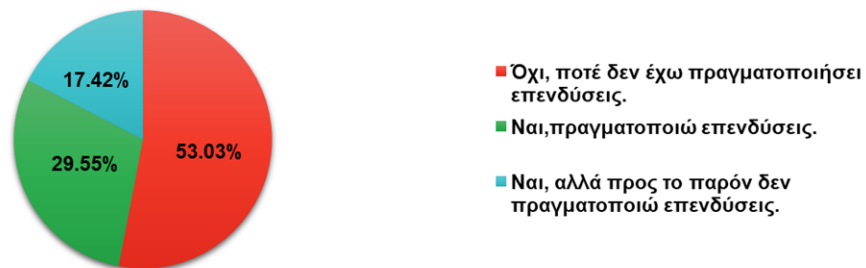 17.42%
29.55%
53.03%
Όχι, ποτέ δεν έχω πραγματοποιήσει
επενδύσεις.
Ναι,πραγματοποιώ επενδύσεις.
Ναι, αλλά προς το παρόν δεν
πραγματοποιώ επενδύσεις.